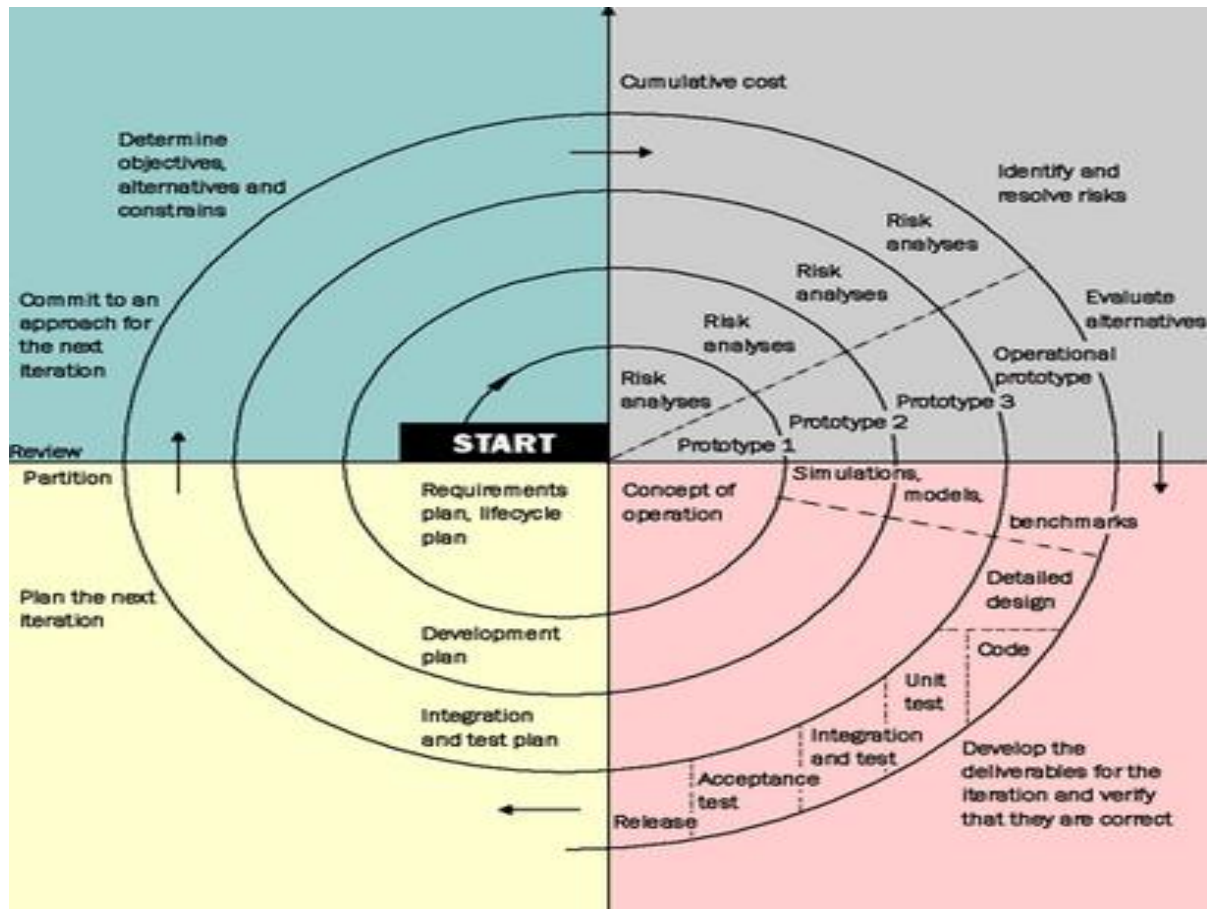 Cumulative cost
Determine
objectives,
alternatives and
constrains
Identify and
resolve risks
Risk
analyses
Risk
analyses
Risk
analyses
Risk
analyses
Commit to an
approach for
the next
iteration
Evaluate
alternatives
Operational
prototype
Prototype 3
Prototype 2
Prototype 1
START
Review
Partition
Requirements
plan, lifecycle
plan
Concept of
operation
Simulations,
models,
benchmarks
Plan the next
iteration
Detailed
design
Development
plan
Code
Unit
test
Integration
and test plan
Integration
and test
Acceptance
test
Release
Develop the
deliverables for the
iteration and verify
that they are correct